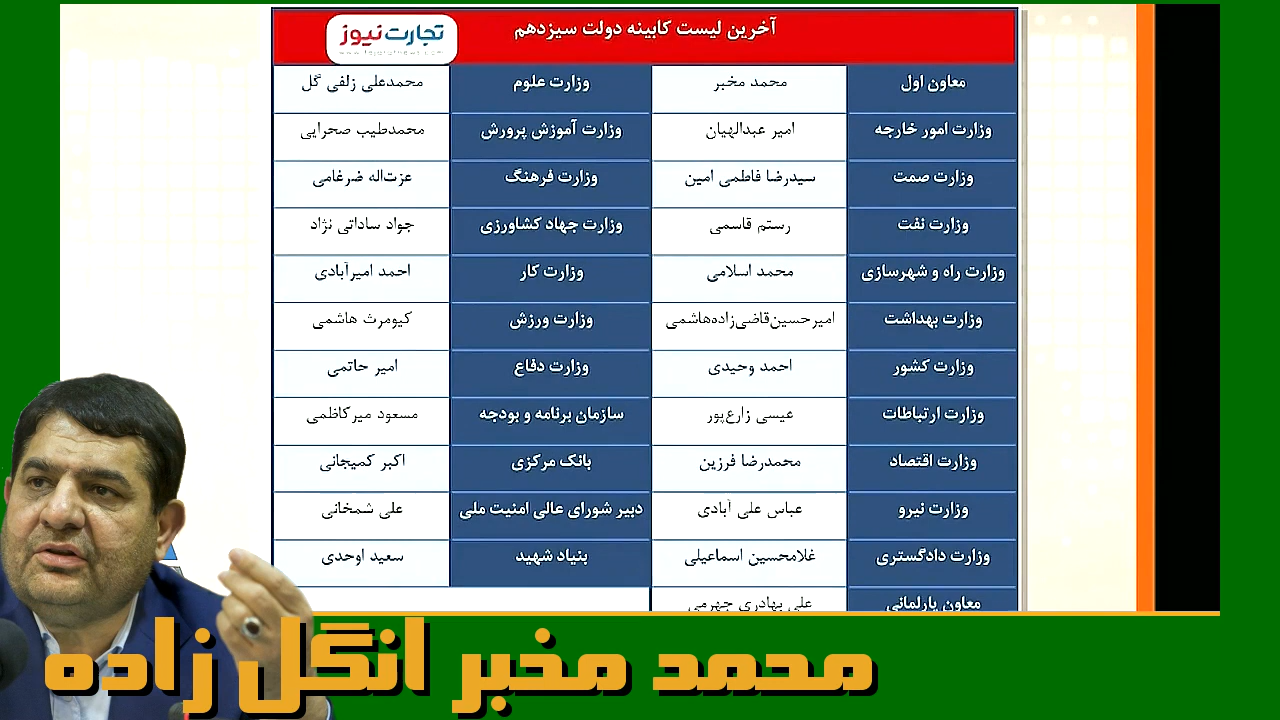 آخرین لیست کابینه دولت سیزدهم
تجارت‌نیوز
معاون اول محمد مخبر وزارت علوم محمدعلی زلفی گل
وزارت امور خارجه امیر عبدالهیان وزارت آموزش پرورش محمدطیب صحرایی
وزارت صمت سیدرضا فاطمی امین وزارت فرهنگ عزت‌اله ضرغامی
وزارت نفت رستم قاسمی وزارت جهاد کشاورزی جواد ساداتی نژاد
وزارت راه و شهرسازی محمد اسلامی وزارت کار احمد امیرآبادی
وزارت بهداشت امیرحسین‌قاضی‌زاده‌هاشمی وزارت ورزش کیومرث هاشمی
وزارت کشور احمد وحیدی وزارت دفاع امیر حاتمی
وزارت ارتباطات عیسی زارع‌پور سازمان برنامه و بودجه مسعود میرکاظمی
وزارت اقتصاد محمدرضا فرزین بانک مرکزی اکبر کمیجانی
وزارت نیرو عباس علی آبادی دبیر شورای عالی امنیت ملی علی شمخانی
وزارت دادگستری غلامحسین اسماعیلی بنیاد شهید سعید اوحدی
معاون پارلمانی علی بهادری جهرمی
محمد مخبر انگل زاده